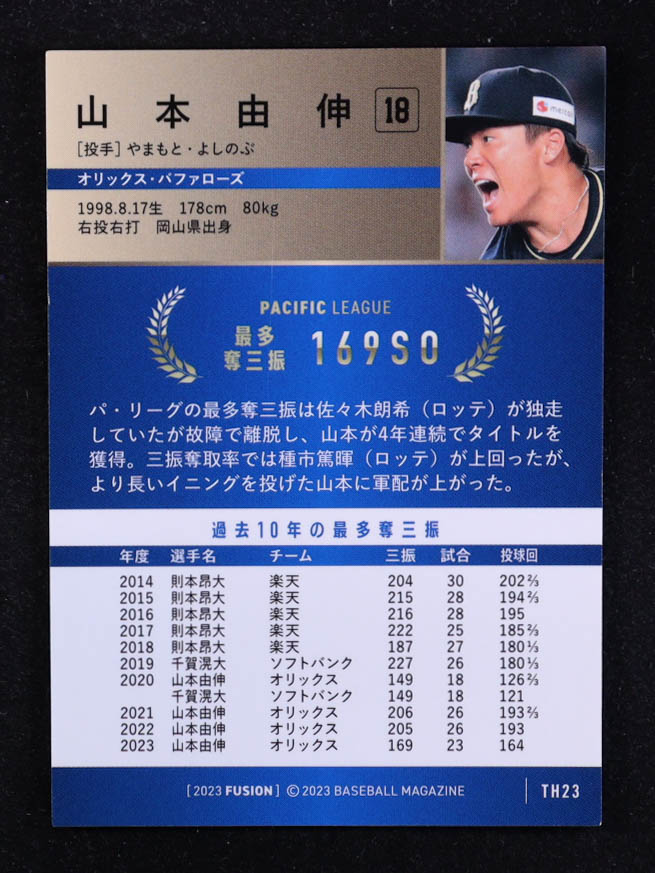 山本由伸 18
[投手] やまもと・よしのぶ
オリックス・バファローズ
1998.8.17生 178cm 80kg
右投右打 岡山県出身
PACIFIC LEAGUE
最多
奪三振 169SO
パ・リーグの最多奪三振は佐々木朗希（ロッテ）が独走
していたが故障で離脱し、山本が4年連続でタイトルを
獲得。三振奪取率では種市篤暉（ロッテ）が上回ったが、
より長いイニングを投げた山本に軍配が上がった。
過去10年の最多奪三振
年度 選手名 チーム 三振 試合 投球回
2014 則本昂大 楽天 204 30 202⅔
2015 則本昂大 楽天 215 28 194⅔
2016 則本昂大 楽天 216 28 195
2017 則本昂大 楽天 222 25 185⅔
2018 則本昂大 楽天 187 27 180⅓
2019 千賀滉大 ソフトバンク 227 26 180⅓
2020 山本由伸 オリックス 149 18 126⅔
千賀滉大 ソフトバンク 149 18 121
2021 山本由伸 オリックス 206 26 193⅔
2022 山本由伸 オリックス 205 26 193
2023 山本由伸 オリックス 169 23 164
[2023 FUSION] ©2023 BASEBALL MAGAZINE TH23